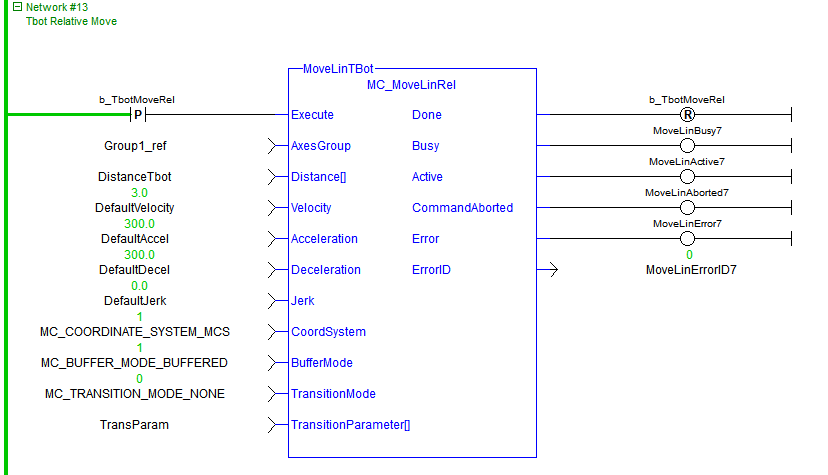 Network #13
Tbot Relative Move
MoveLinTBot
MC_MoveLinRel
b_TbotMoveRel
P
Execute
Done
b_TbotMoveRel
R
Group1_ref
AxesGroup
Busy
MoveLinBusy7
DistanceTbot
Distance[]
Active
MoveLinActive7
3.0
DefaultVelocity
Velocity
CommandAborted
MoveLinAborted7
300.0
DefaultAccel
Acceleration
Error
MoveLinError7
300.0
DefaultDecel
Deceleration
ErrorID
0
MoveLinErrorID7
0.0
DefaultJerk
Jerk
1
MC_COORDINATE_SYSTEM_MCS
CoordSystem
1
MC_BUFFER_MODE_BUFFERED
BufferMode
0
MC_TRANSITION_MODE_NONE
TransitionMode
TransParam
TransitionParameter[]